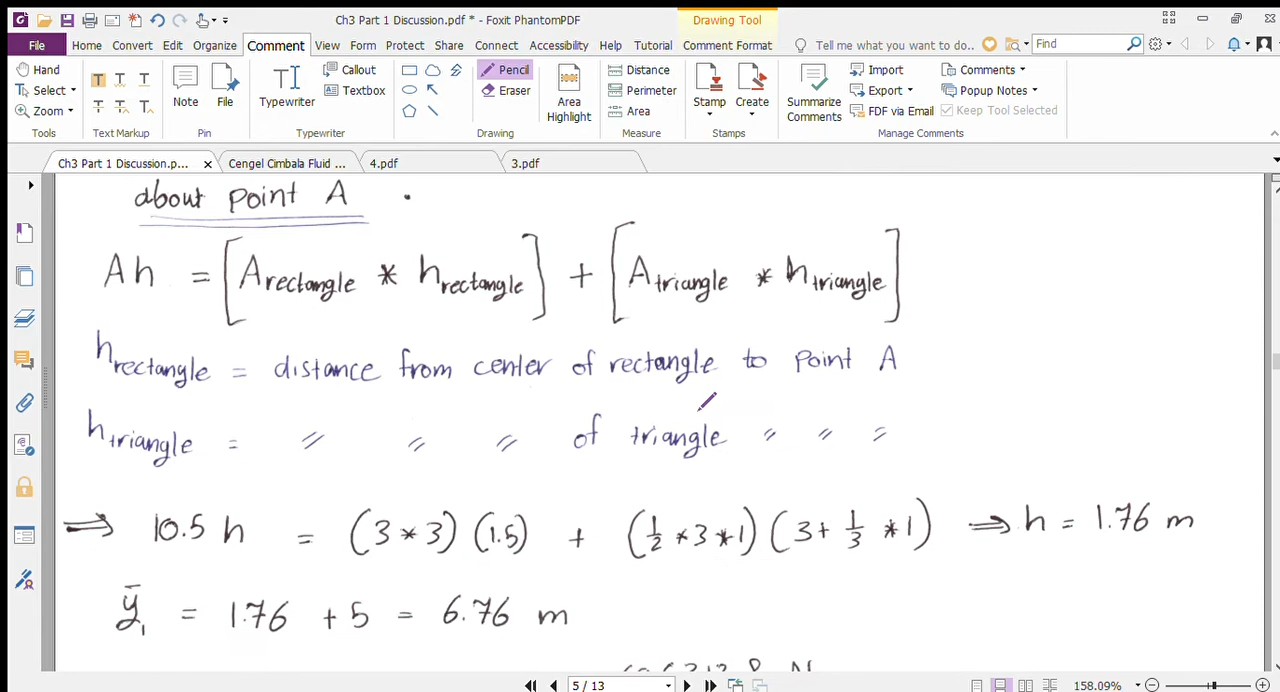 Ch3 Part 1 Discussion.pdf * - Foxit PhantomPDF
Drawing Tool
File Home Convert Edit Organize Comment View Form Protect Share Connect Accessibility Help Tutorial Comment Format Tell me what you want to do.. Find
Hand
Select
Zoom
Tools
T T T
T T T
Text Markup
Note
File
Pin
Typewriter
Callout
Textbox
Typewriter
Pencil
Eraser
Drawing
Area Highlight
Distance
Perimeter
Area
Measure
Stamp
Create
Stamps
Summarize Comments
Import
Export
FDF via Email
Comments
Popup Notes
Keep Tool Selected
Manage Comments
Ch3 Part 1 Discussion.p... × Cengel Cimbala Fluid ... 4.pdf 3.pdf
about point A .
Ah = [A rectangle * h rectangle] + [A triangle * h triangle]
h rectangle = distance from center of rectangle to point A
h triangle = 〃 〃 〃 of triangle 〃 〃 =
⇒ 10.5 h = (3 * 3) (1.5) + (1/2 * 3 * 1) (3 + 1/3 * 1) ⇒ h = 1.76 m
ȳ₁ = 1.76 + 5 = 6.76 m
5 / 13
158.09%